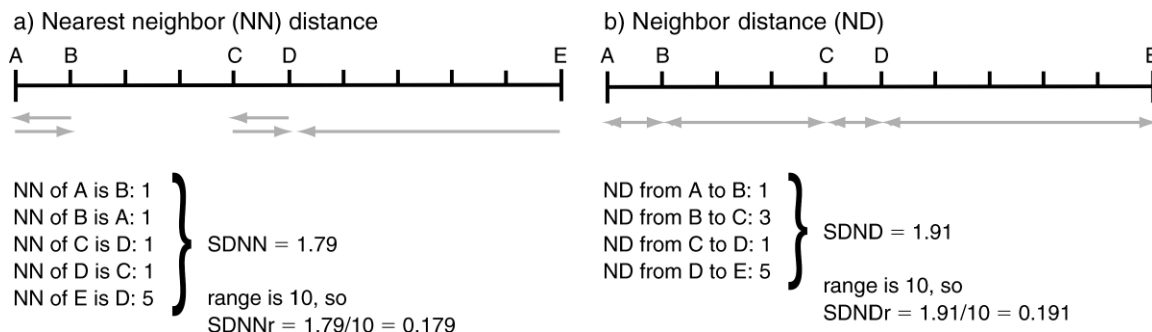 a) Nearest neighbor (NN) distance
A B C D E
NN of A is B: 1
NN of B is A: 1
NN of C is D: 1
NN of D is C: 1
NN of E is D: 5
SDNN = 1.79
range is 10, so
SDNNr = 1.79/10 = 0.179
b) Neighbor distance (ND)
A B C D E
ND from A to B: 1
ND from B to C: 3
ND from C to D: 1
ND from D to E: 5
SDND = 1.91
range is 10, so
SDNDr = 1.91/10 = 0.191